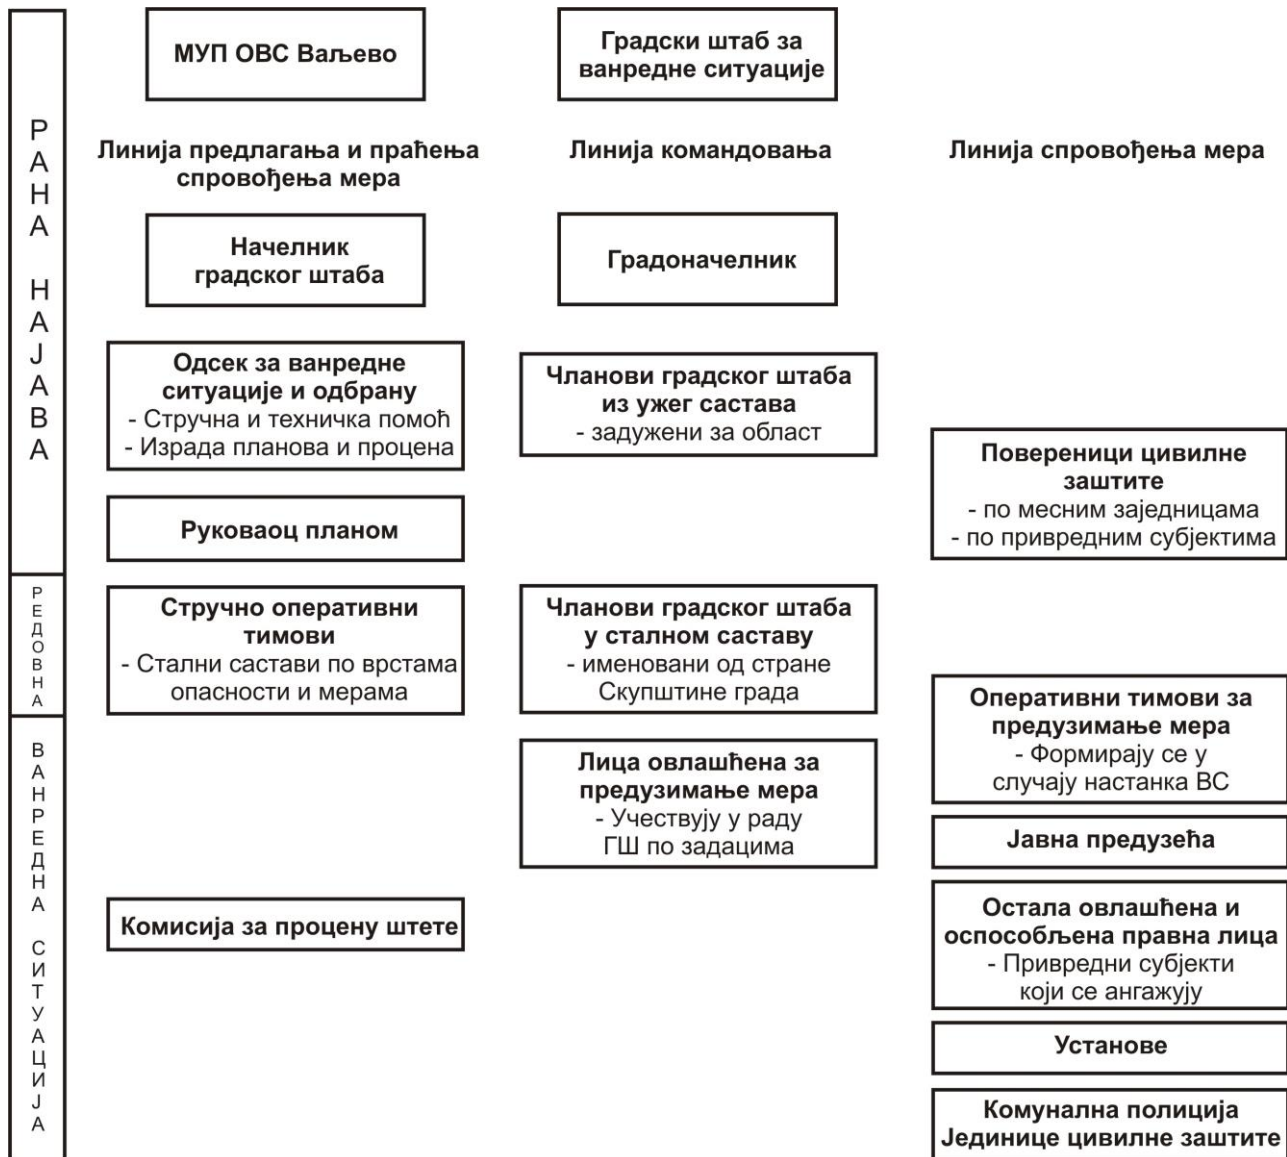 РАНА НАЈАВА
РЕДОВНА
ВАНРЕДНА СИТУАЦИЈА
МУП ОВС Ваљево
Градски штаб за
ванредне ситуације
Линија предлагања и праћења
спровођења мера
Линија командовања
Линија спровођења мера
Начелник
градског штаба
Градоначелник
Одсек за ванредне
ситуације и одбрану
- Стручна и техничка помоћ
- Израда планова и процена
Чланови градског штаба
из ужег састава
- задужени за област
Повереници цивилне
заштите
- по месним заједницама
- по привредним субјектима
Руковаоц планом
Стручно оперативни
тимови
- Стални састави по врстама
опасности и мерама
Чланови градског штаба
у сталном саставу
- именовани од стране
Скупштине града
Оперативни тимови за
предузимање мера
- Формирају се у
случају настанка ВС
Лица овлашћена за
предузимање мера
- Учествују у раду
ГШ по задацима
Јавна предузећа
Комисија за процену штете
Остала овлашћена и
оспособљена правна лица
- Привредни субјекти
који се ангажују
Установе
Комунална полиција
Јединице цивилне заштите